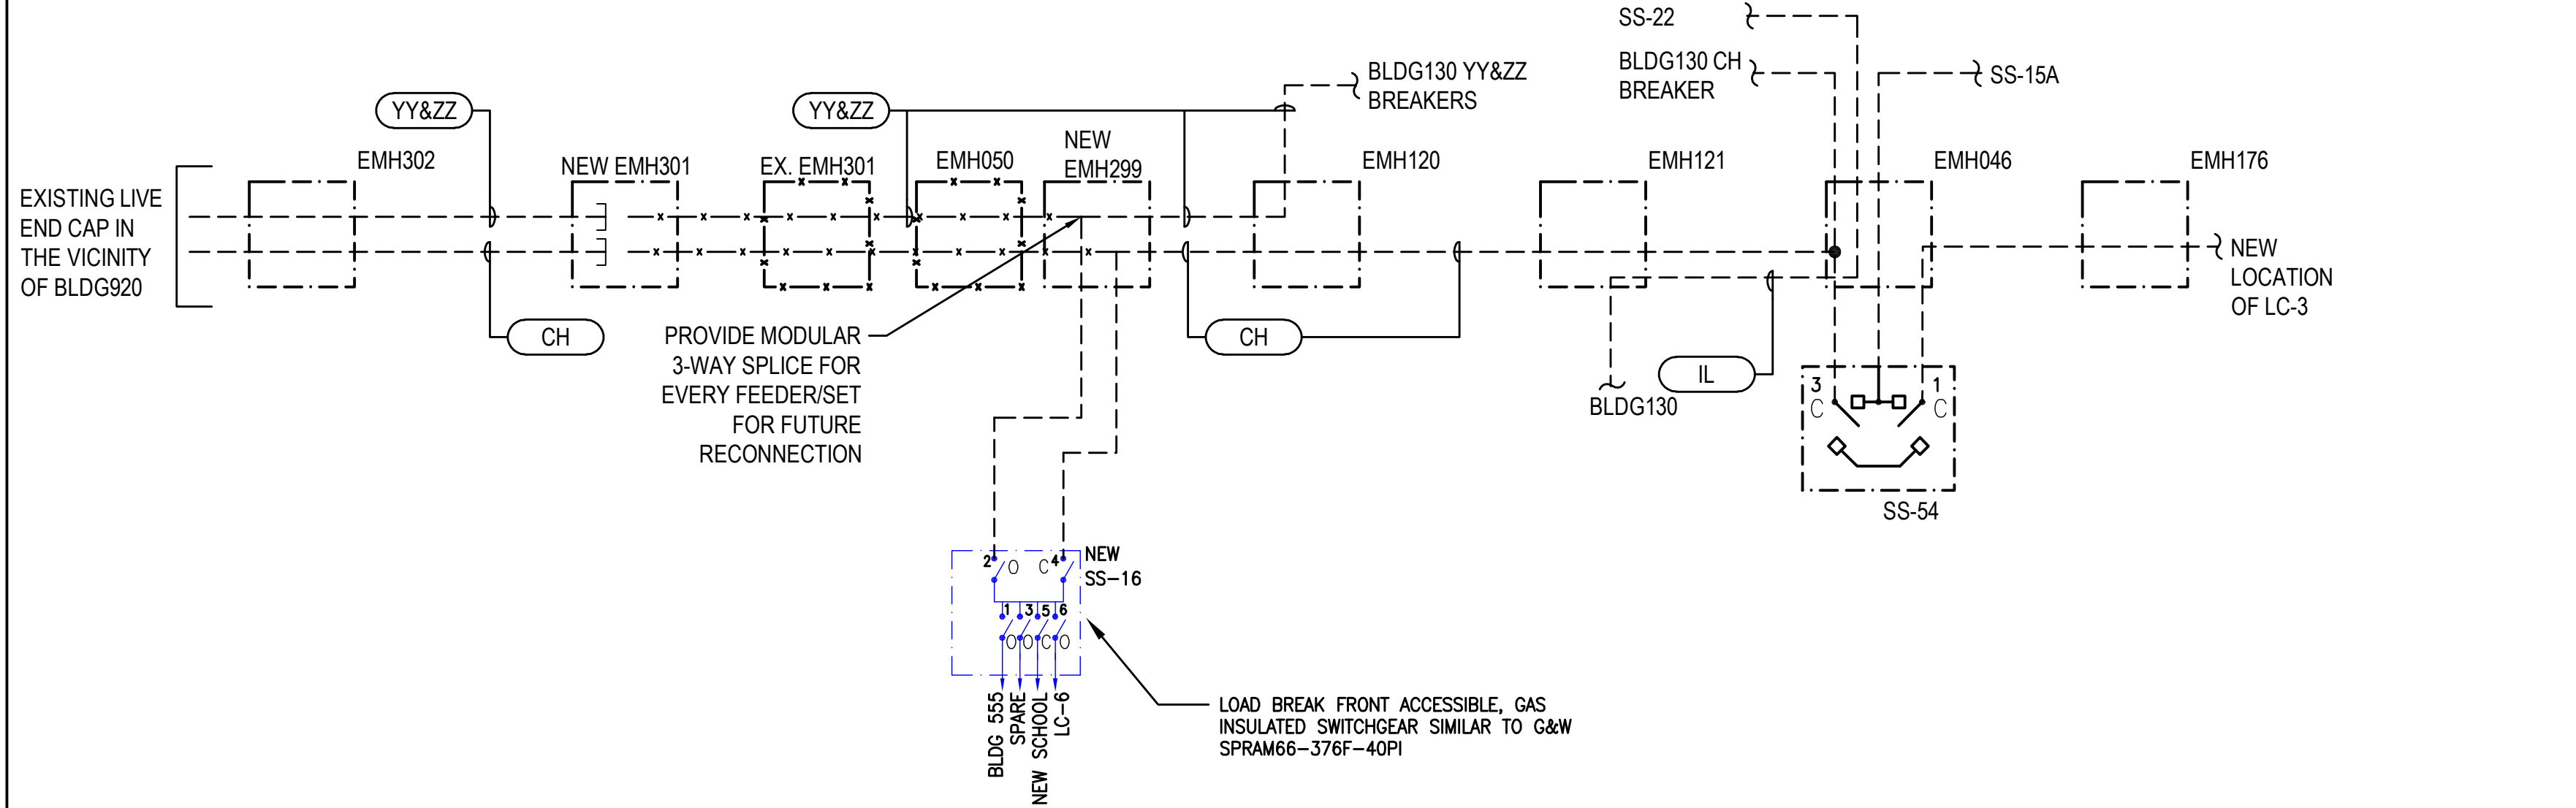 SS-22
BLDG130 CH
BREAKER
SS-15A
BLDG130 YY&ZZ
BREAKERS
YY&ZZ
YY&ZZ
EMH302
NEW EMH301
EX. EMH301
EMH050
NEW
EMH299
EMH120
EMH121
EMH046
EMH176
EXISTING LIVE
END CAP IN
THE VICINITY
OF BLDG920
NEW
LOCATION
OF LC-3
CH
PROVIDE MODULAR
3-WAY SPLICE FOR
EVERY FEEDER/SET
FOR FUTURE
RECONNECTION
CH
IL
BLDG130
3
C
1
C
SS-54
2
O
C
4
NEW
SS-16
1
3
5
6
O
O
C
O
BLDG 555
SPARE
NEW SCHOOL
LC-6
LOAD BREAK FRONT ACCESSIBLE, GAS
INSULATED SWITCHGEAR SIMILAR TO G&W
SPRAM66-376F-40PI